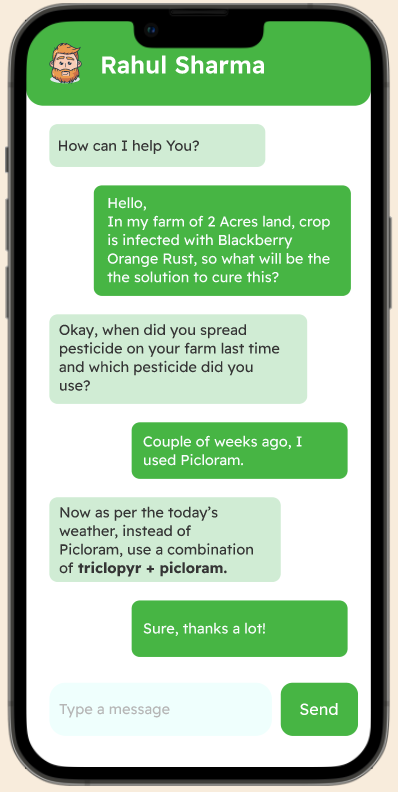 Rahul Sharma
How can I help You?
Hello,
In my farm of 2 Acres land, crop
is infected with Blackberry
Orange Rust, so what will be the
the solution to cure this?
Okay, when did you spread
pesticide on your farm last time
and which pesticide did you
use?
Couple of weeks ago, I
used Picloram.
Now as per the today’s
weather, instead of
Picloram, use a combination
of triclopyr + picloram.
Sure, thanks a lot!
Type a message
Send